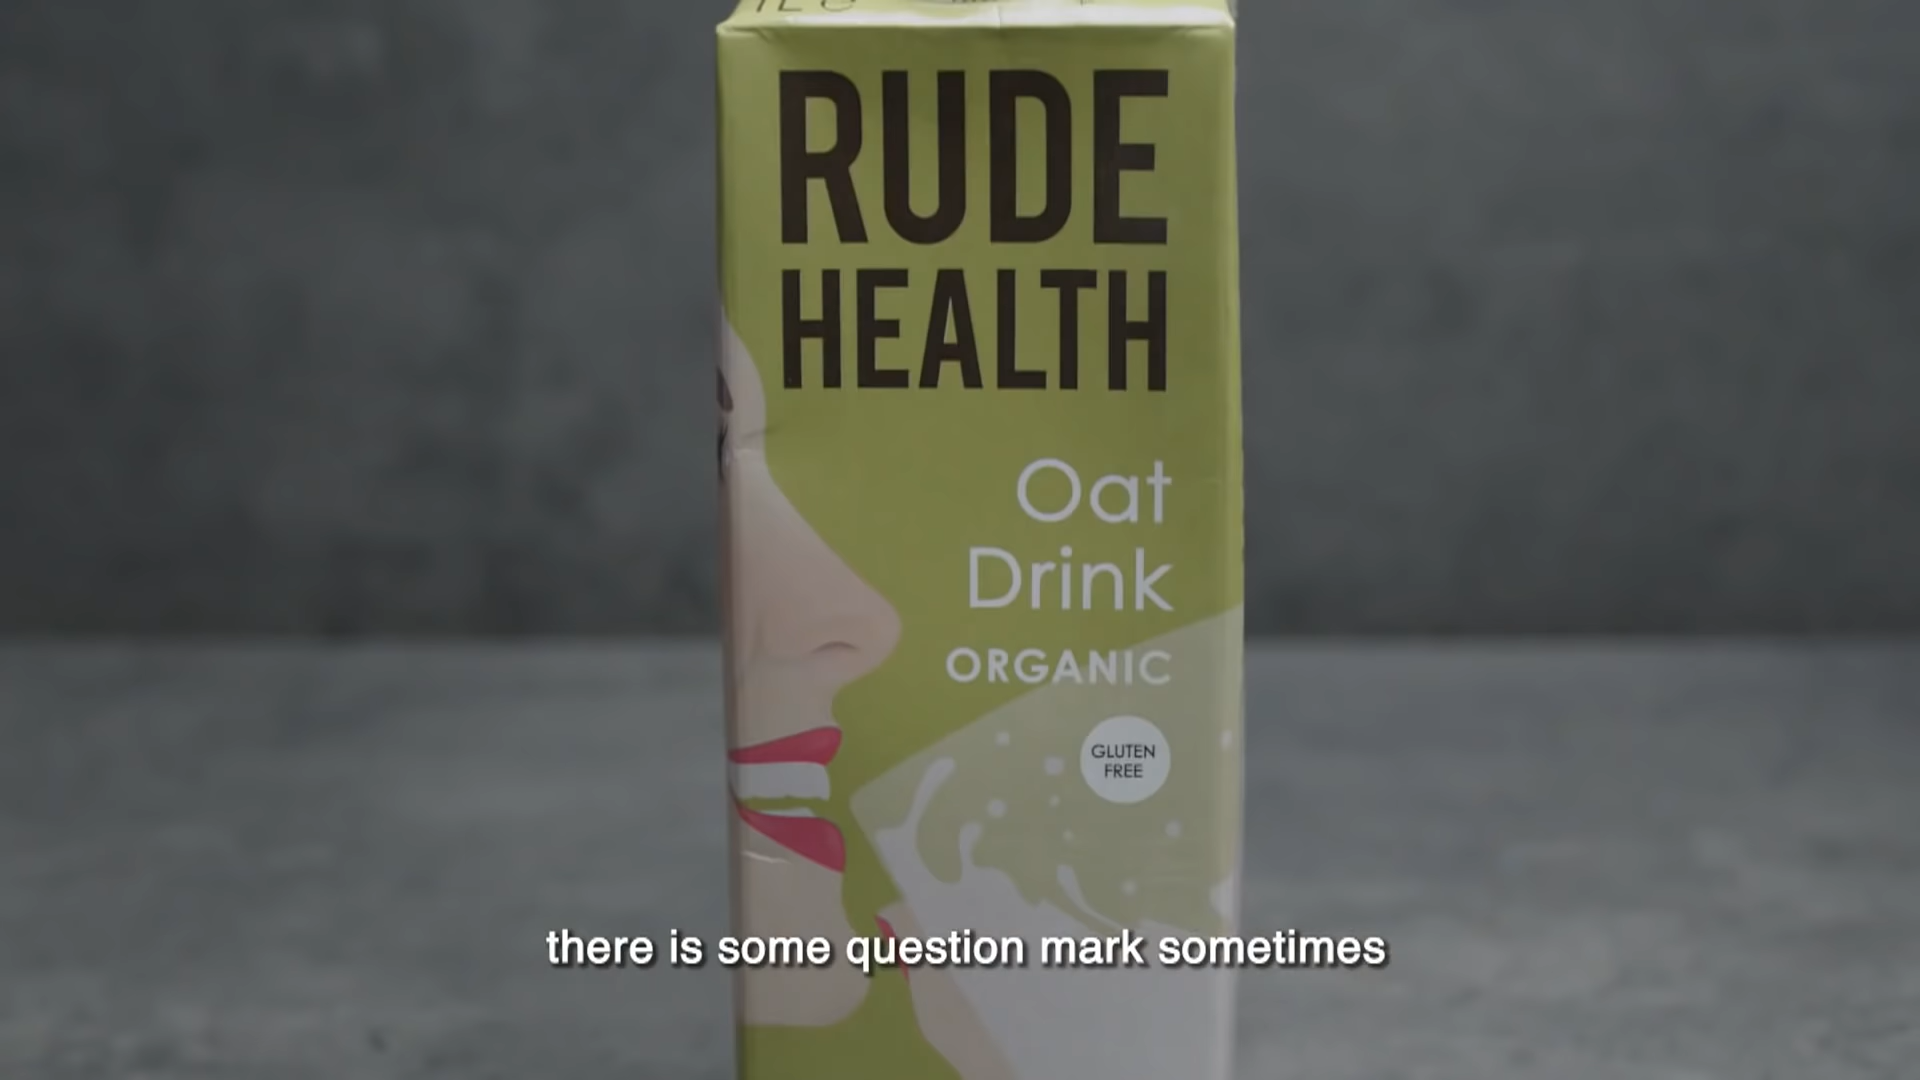 RUDE
HEALTH
Oat
Drink
ORGANIC
GLUTEN
FREE
there is some question mark sometimes